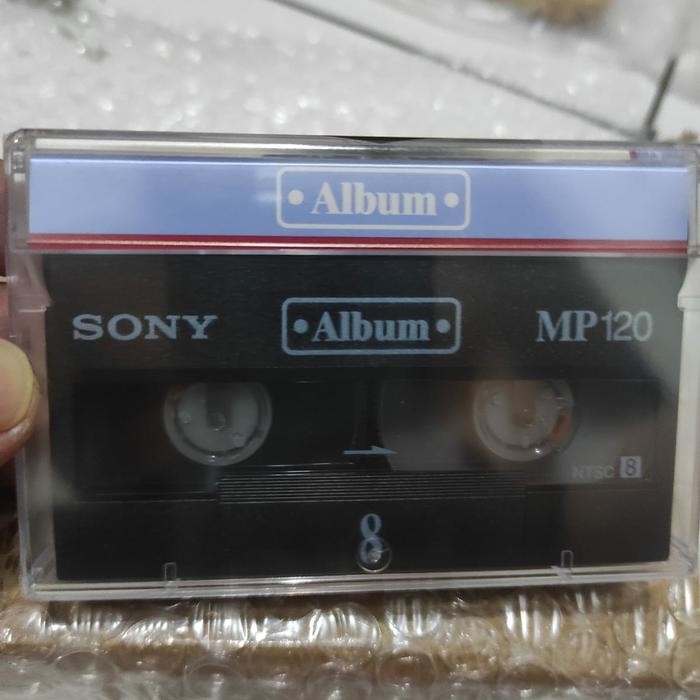 • Album •
SONY • Album • MP120
NTSC 8
8